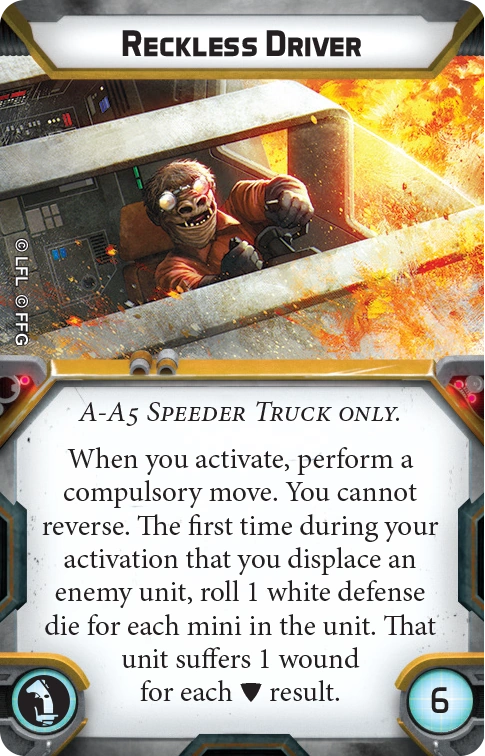 Reckless Driver
© LFL © FFG
A-A5 Speeder Truck only.
When you activate, perform a
compulsory move. You cannot
reverse. The first time during your
activation that you displace an
enemy unit, roll 1 white defense
die for each mini in the unit. That
unit suffers 1 wound
for each result.
6